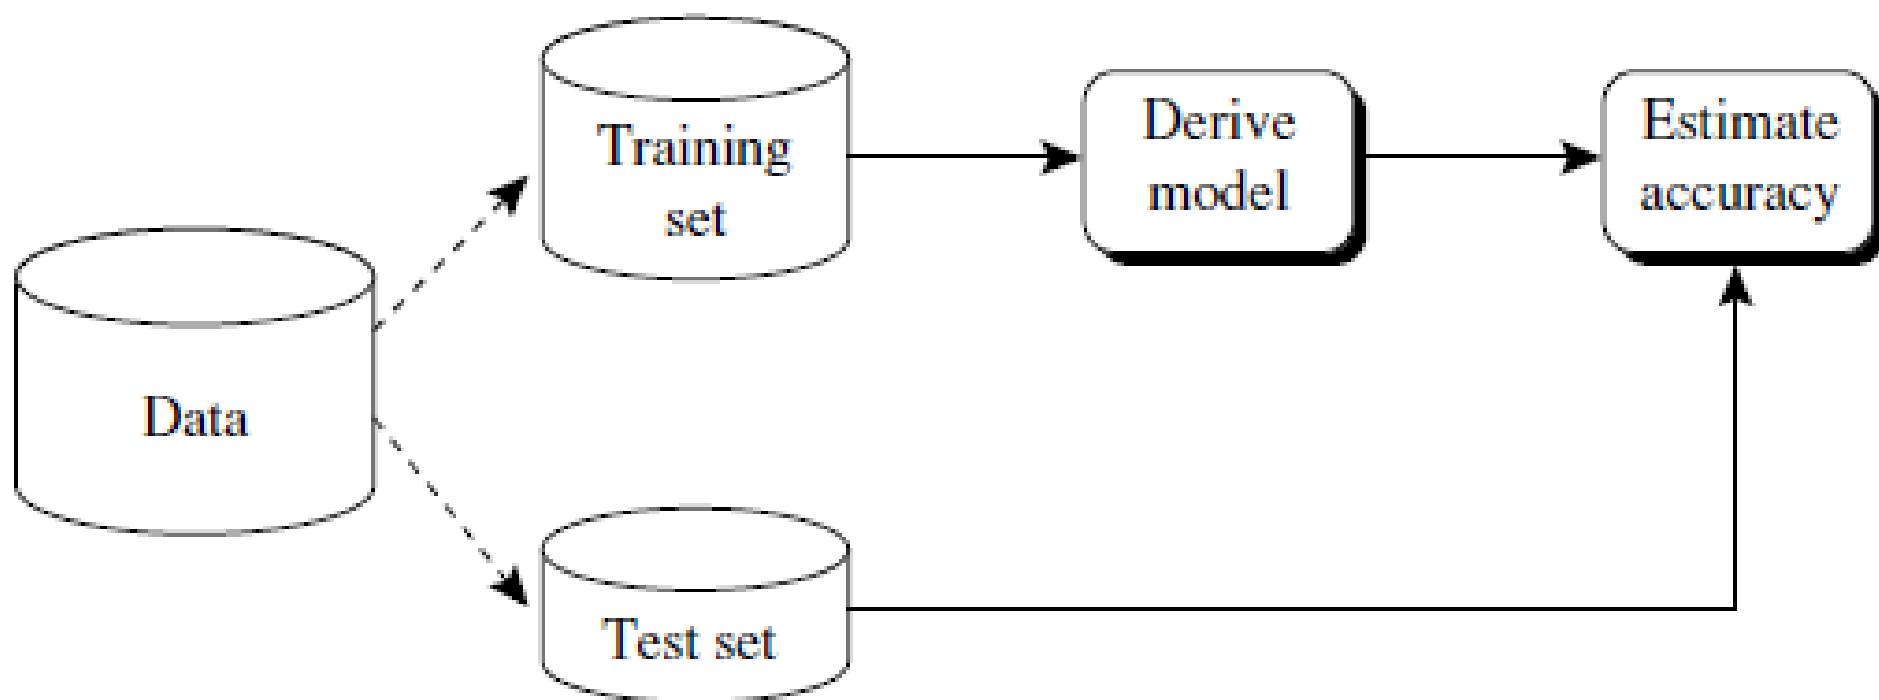 Training
set
Derive
model
Estimate
accuracy
Data
Test set